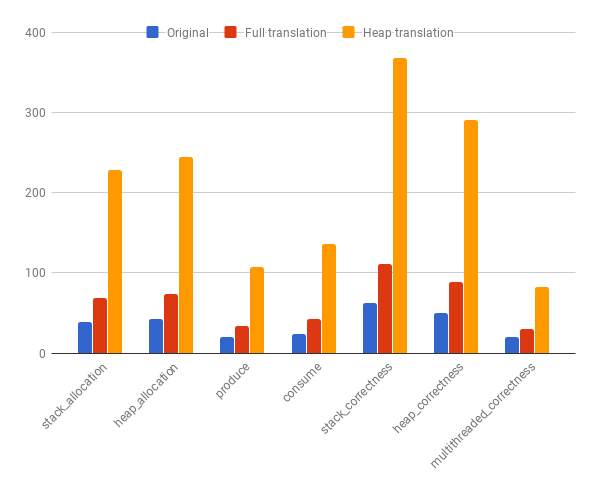 400
Original
Full translation
Heap translation
300
200
100
0
stack_allocation
heap_allocation
produce
consume
stack_correctness
heap_correctness
multithreaded_correctness